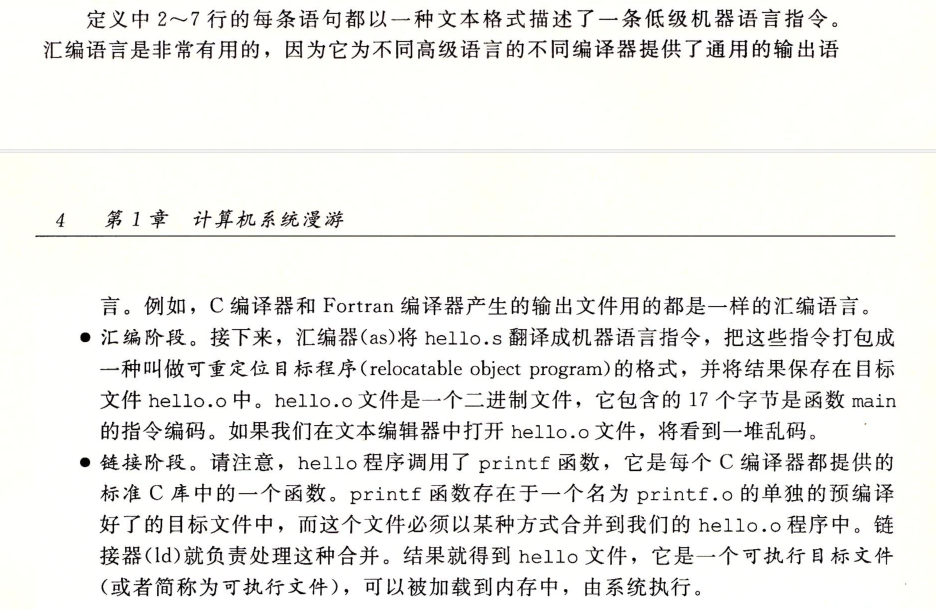 定义中 2～7 行的每条语句都以一种文本格式描述了一条低级机器语言指令。
汇编语言是非常有用的，因为它为不同高级语言的不同编译器提供了通用的输出语
4 第 1 章 计算机系统漫游
言。例如，C 编译器和 Fortran 编译器产生的输出文件用的都是一样的汇编语言。
● 汇编阶段。接下来，汇编器(as)将 hello.s 翻译成机器语言指令，把这些指令打包成
一种叫做可重定位目标程序(relocatable object program)的格式，并将结果保存在目标
文件 hello.o 中。hello.o 文件是一个二进制文件，它包含的 17 个字节是函数 main
的指令编码。如果我们在文本编辑器中打开 hello.o 文件，将看到一堆乱码。
● 链接阶段。请注意，hello 程序调用了 printf 函数，它是每个 C 编译器都提供的
标准 C 库中的一个函数。printf 函数存在于一个名为 printf.o 的单独的预编译
好了的目标文件中，而这个文件必须以某种方式合并到我们的 hello.o 程序中。链
接器(ld)就负责处理这种合并。结果就得到 hello 文件，它是一个可执行目标文件
(或者简称为可执行文件)，可以被加载到内存中，由系统执行。